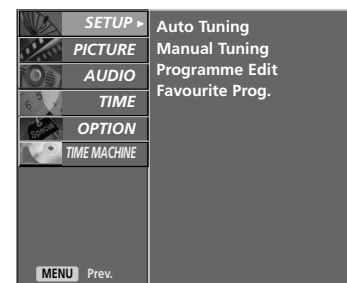 SETUP ▸
PICTURE
AUDIO
TIME
OPTION
TIME MACHINE
Auto Tuning
Manual Tuning
Programme Edit
Favourite Prog.
MENU Prev.